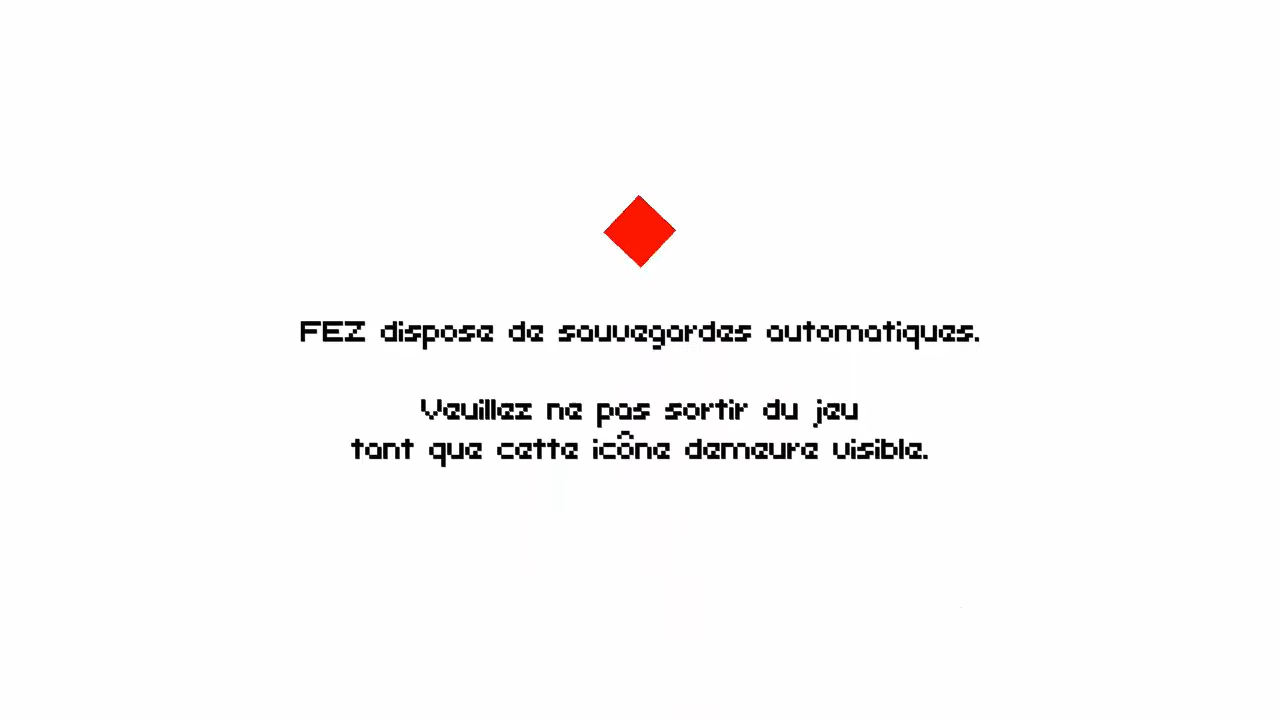 FEZ dispose de sauvegardes automatiques.
Veuillez ne pas sortir du jeu
tant que cette icône demeure visible.